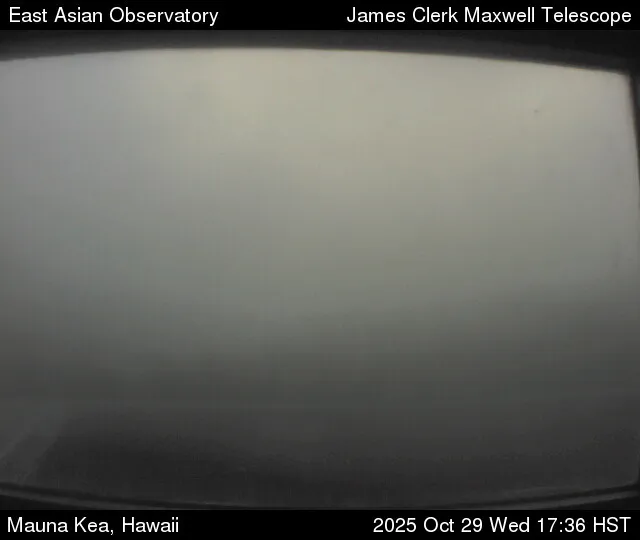 East Asian Observatory
James Clerk Maxwell Telescope
Mauna Kea, Hawaii
2025 Oct 29 Wed 17:36 HST